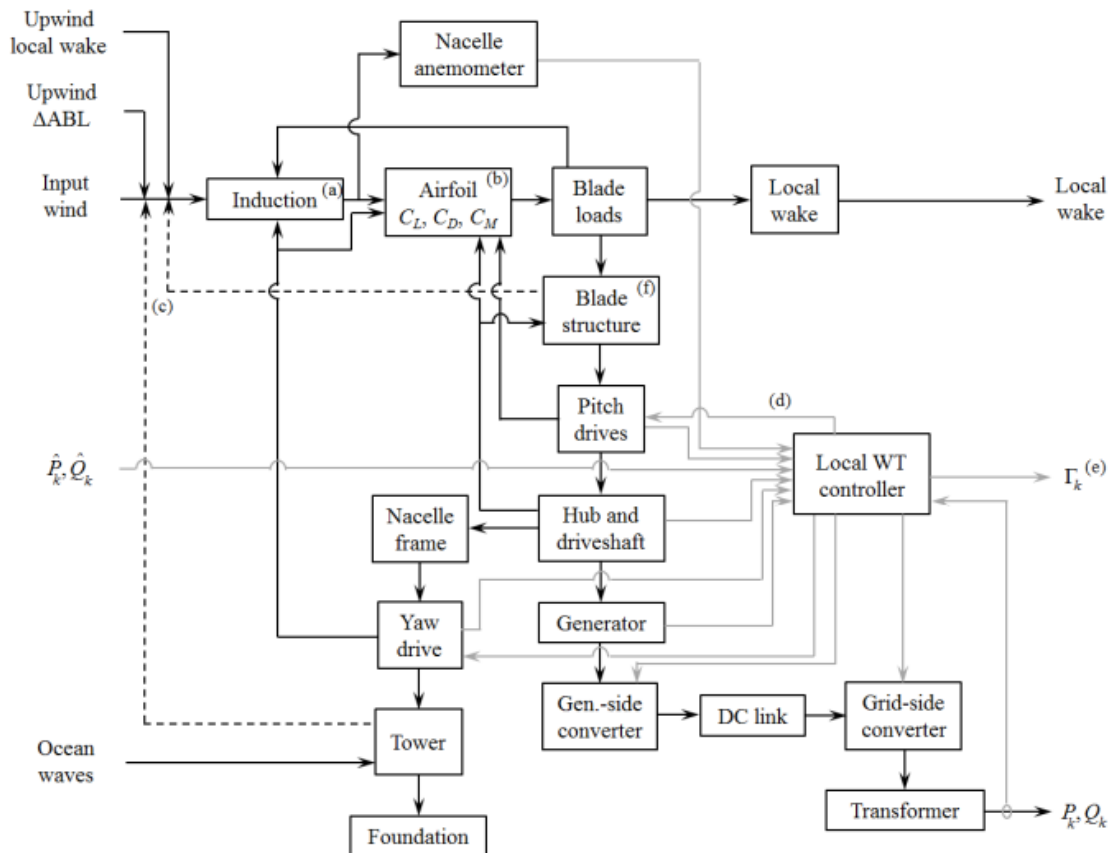 Upwind
local wake
Nacelle
anemometer
Upwind
ΔABL
Input
wind
Induction
(a)
Airfoil
(b)
C_L, C_D, C_M
Blade
loads
Local
wake
Local
wake
(c)
Blade
(f)
structure
Pitch
drives
(d)
P̂_k, Q̂_k
Local WT
controller
Γ_k (e)
Nacelle
frame
Hub and
driveshaft
Yaw
drive
Generator
Gen.-side
converter
DC link
Grid-side
converter
Tower
Ocean
waves
Transformer
P_k, Q_k
Foundation